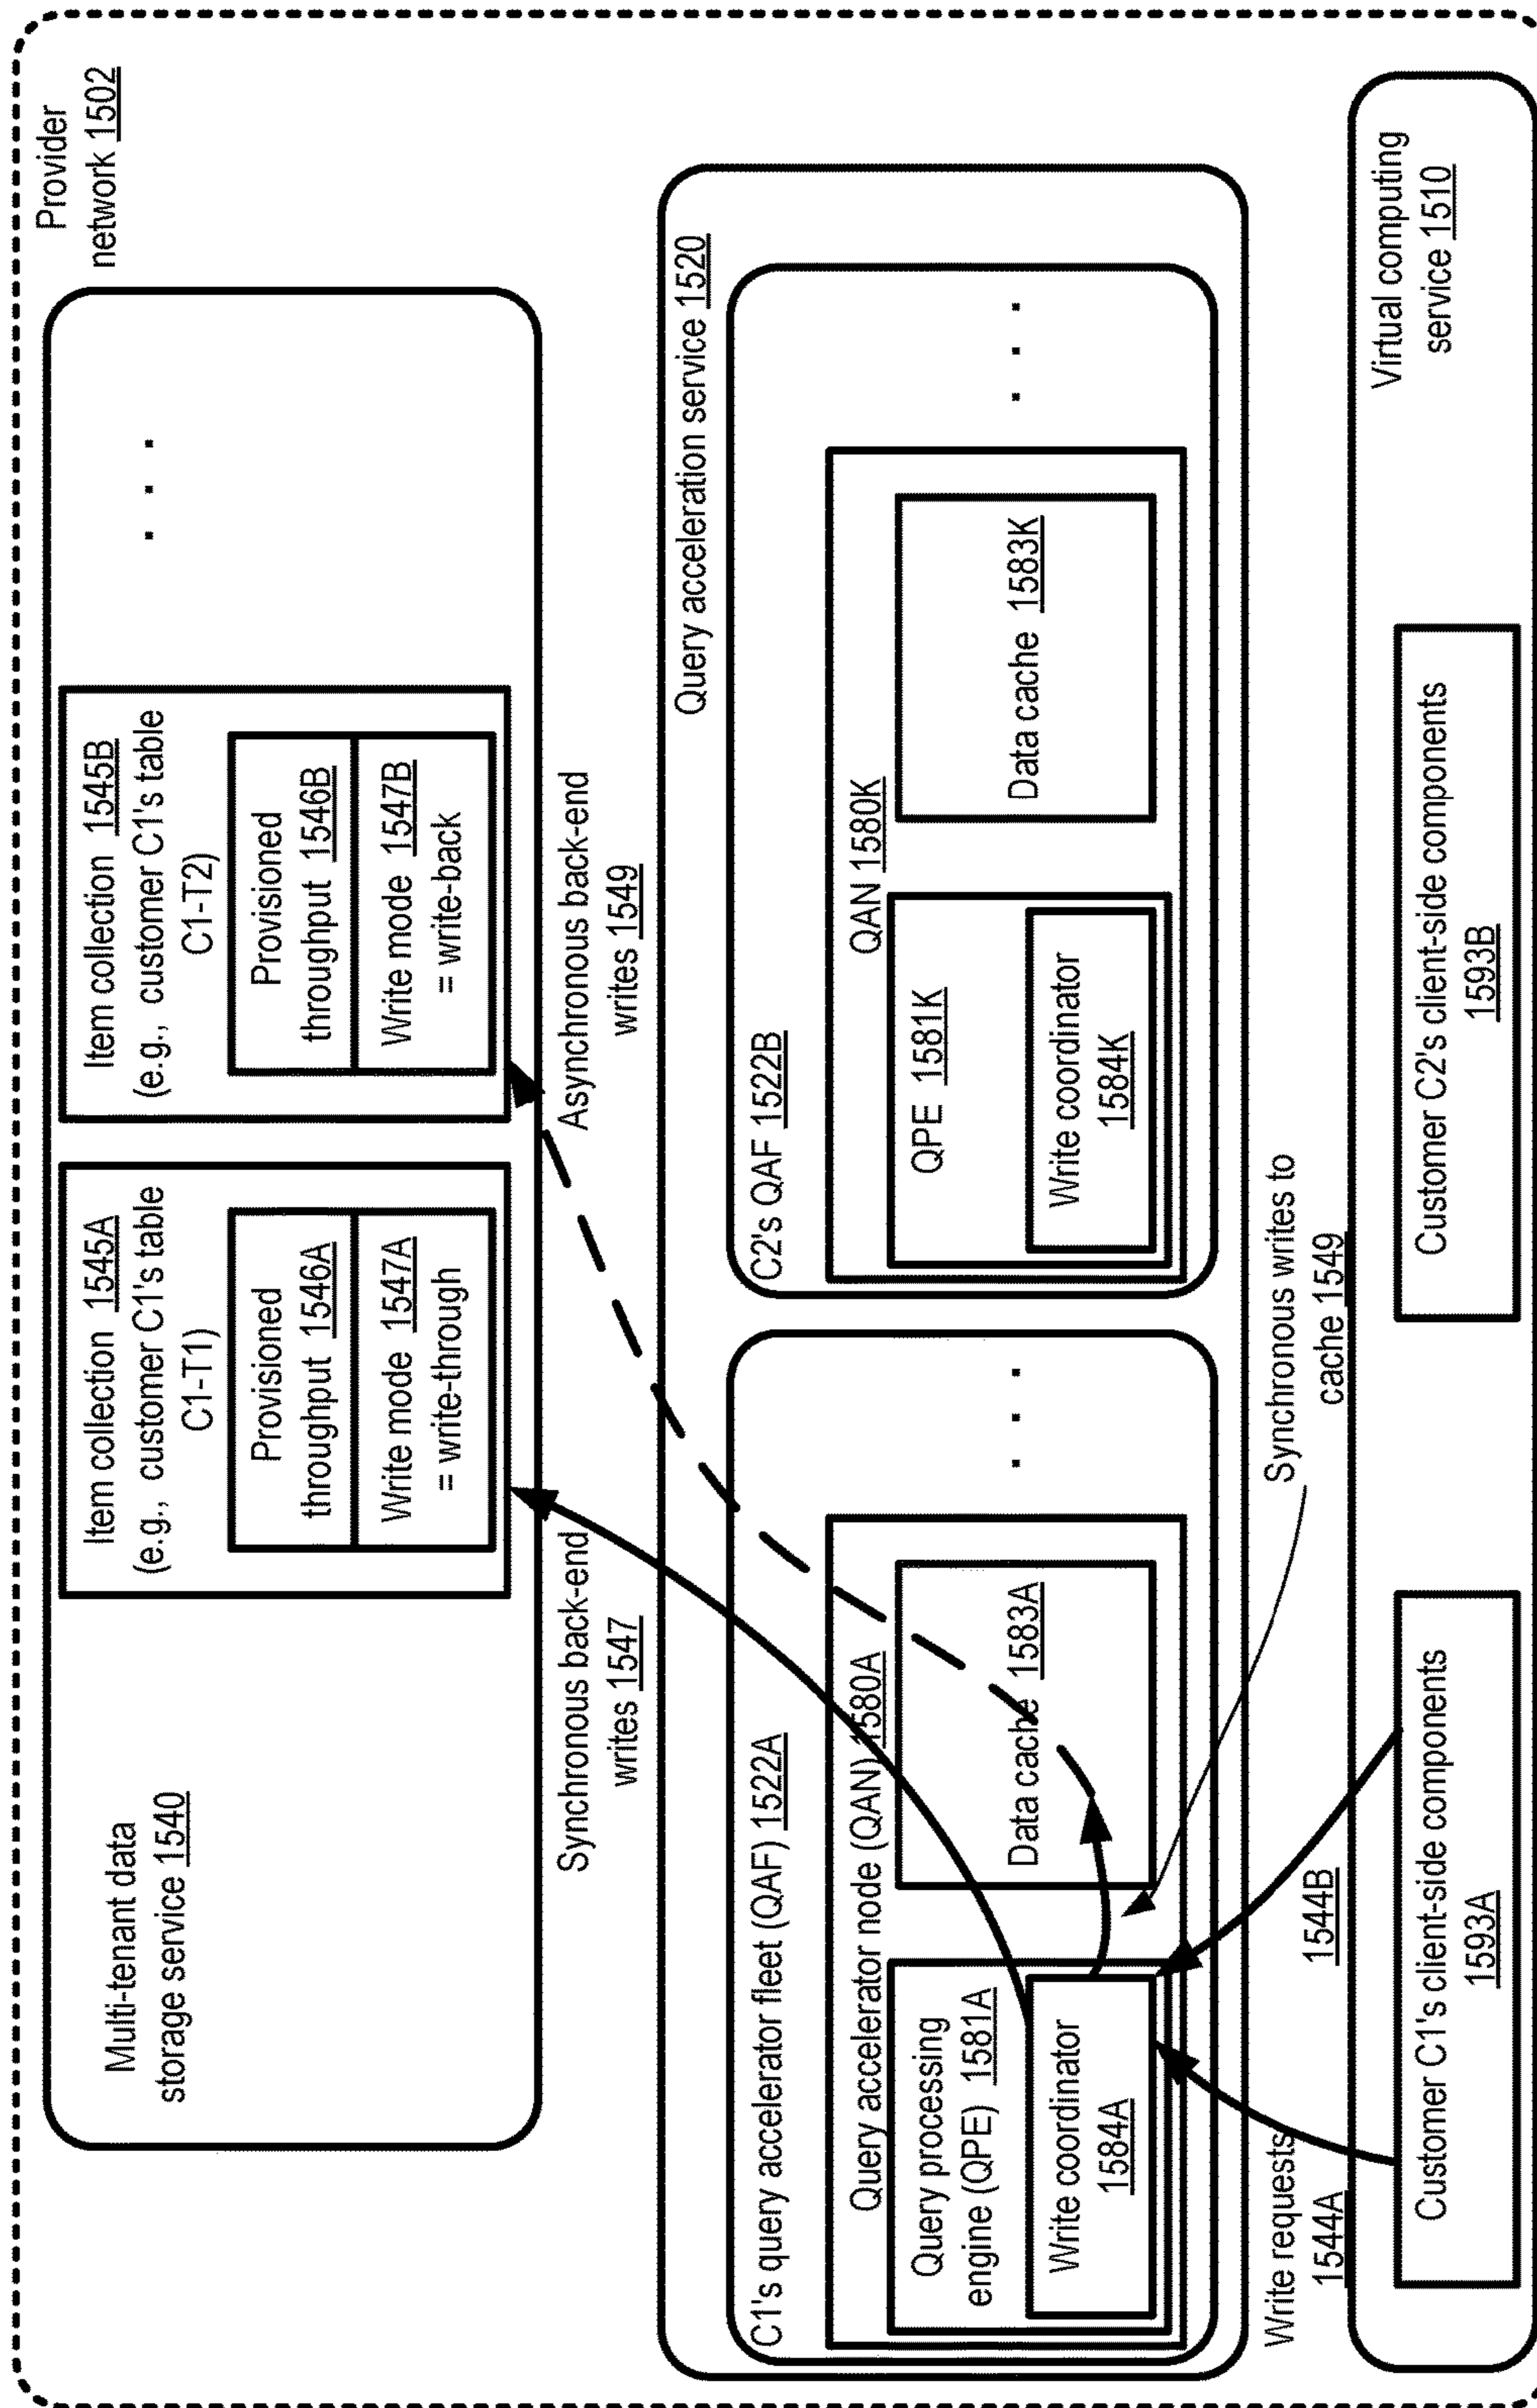 Provider
network 1502
Multi-tenant data
storage service 1540
Item collection 1545A
(e.g., customer C1's table
C1-T1)
Provisioned
throughput 1546A
Write mode 1547A
= write-through
Item collection 1545B
(e.g., customer C1's table
C1-T2)
Provisioned
throughput 1546B
Write mode 1547B
= write-back
. . .
Synchronous back-end
writes 1547
Asynchronous back-end
writes 1549
Query acceleration service 1520
C1's query accelerator fleet (QAF) 1522A
Query accelerator node (QAN) 1580A
Query processing
engine (QPE) 1581A
Write coordinator
1584A
Data cache 1583A
. . .
C2's QAF 1522B
QAN 1580K
QPE 1581K
Write coordinator
1584K
Data cache 1583K
. . .
Write requests
1544A
1544B
Synchronous writes to
cache 1549
Virtual computing
service 1510
Customer C1's client-side components
1593A
Customer C2's client-side components
1593B